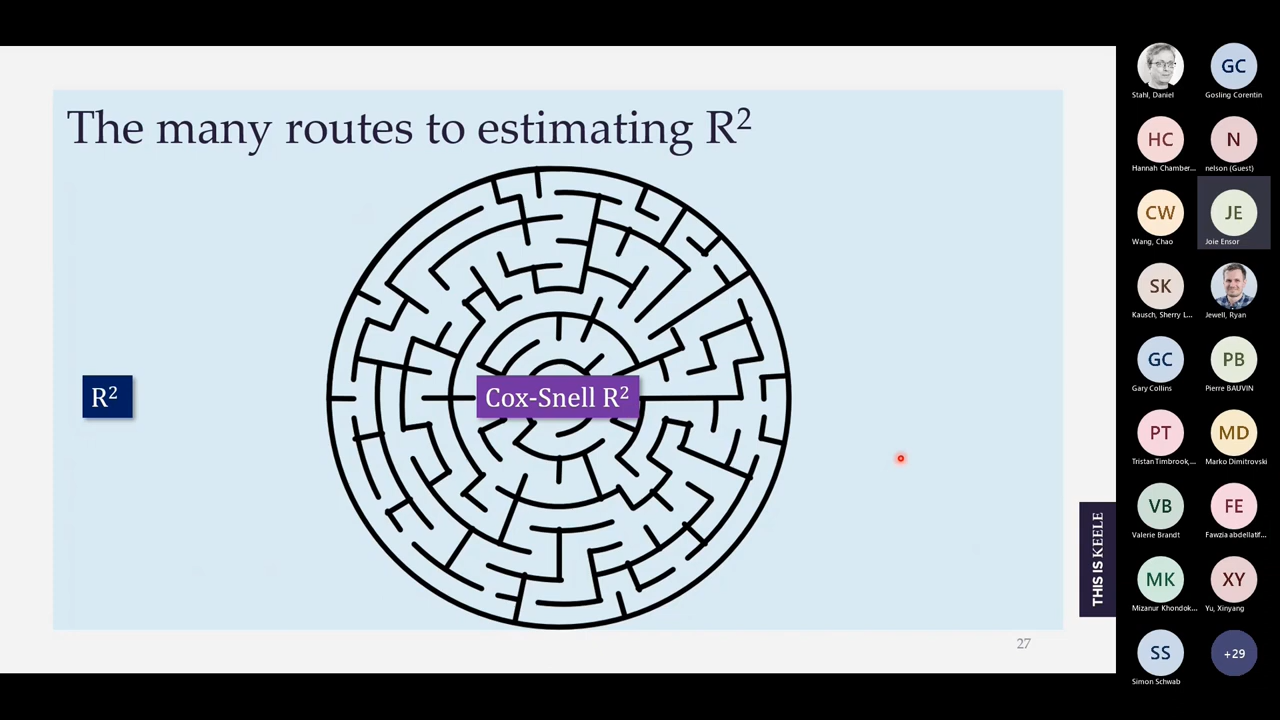 The many routes to estimating R²
R²
Cox-Snell R²
THIS IS KEELE
27
Stahl, Daniel
GC
Gosling Corentin
HC
Hannah Chamber...
N
nelson (Guest)
CW
Wang, Chao
JE
Joie Ensor
SK
Kausch, Sherry L...
Jewell, Ryan
GC
Gary Collins
PB
Pierre BAUVIN
PT
Tristan Timbrook,...
MD
Marko Dimitrovski
VB
Valerie Brandt
FE
Fawzia abdellatif...
MK
Mizanur Khondok...
XY
Yu, Xinyang
SS
Simon Schwab
+29